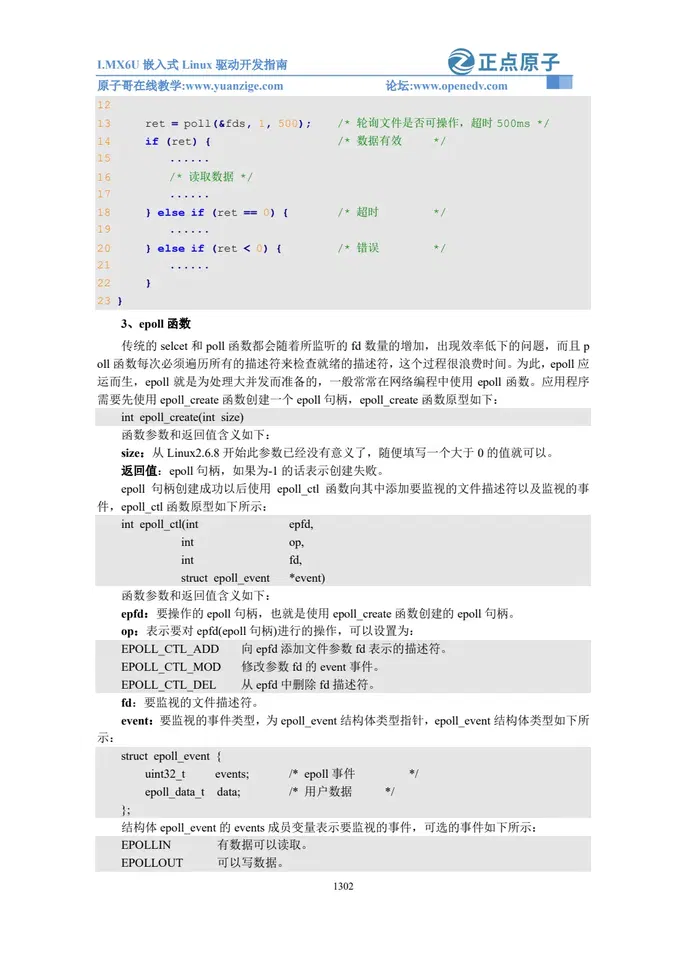 I.MX6U 嵌入式 Linux 驱动开发指南
正点原子
原子哥在线教学:www.yuanzige.com 论坛:www.openedv.com
12
13 ret = poll(&fds, 1, 500); /* 轮询文件是否可操作，超时 500ms */
14 if (ret) { /* 数据有效 */
15 ......
16 /* 读取数据 */
17 ......
18 } else if (ret == 0) { /* 超时 */
19 ......
20 } else if (ret < 0) { /* 错误 */
21 ......
22 }
23 }
3、epoll 函数
传统的 selcet 和 poll 函数都会随着所监听的 fd 数量的增加，出现效率低下的问题，而且 p
oll 函数每次必须遍历所有的描述符来检查就绪的描述符，这个过程很浪费时间。为此，epoll 应
运而生，epoll 就是为处理大并发而准备的，一般常常在网络编程中使用 epoll 函数。应用程序
需要先使用 epoll_create 函数创建一个 epoll 句柄，epoll_create 函数原型如下：
int epoll_create(int size)
函数参数和返回值含义如下：
size：从 Linux2.6.8 开始此参数已经没有意义了，随便填写一个大于 0 的值就可以。
返回值：epoll 句柄，如果为-1 的话表示创建失败。
epoll 句柄创建成功以后使用 epoll_ctl 函数向其中添加要监视的文件描述符以及监视的事
件，epoll_ctl 函数原型如下所示：
int epoll_ctl(int epfd,
int op,
int fd,
struct epoll_event *event)
函数参数和返回值含义如下：
epfd：要操作的 epoll 句柄，也就是使用 epoll_create 函数创建的 epoll 句柄。
op：表示要对 epfd(epoll 句柄)进行的操作，可以设置为：
EPOLL_CTL_ADD 向 epfd 添加文件参数 fd 表示的描述符。
EPOLL_CTL_MOD 修改参数 fd 的 event 事件。
EPOLL_CTL_DEL 从 epfd 中删除 fd 描述符。
fd：要监视的文件描述符。
event：要监视的事件类型，为 epoll_event 结构体类型指针，epoll_event 结构体类型如下所
示：
struct epoll_event {
uint32_t events; /* epoll 事件 */
epoll_data_t data; /* 用户数据 */
};
结构体 epoll_event 的 events 成员变量表示要监视的事件，可选的事件如下所示：
EPOLLIN 有数据可以读取。
EPOLLOUT 可以写数据。
1302